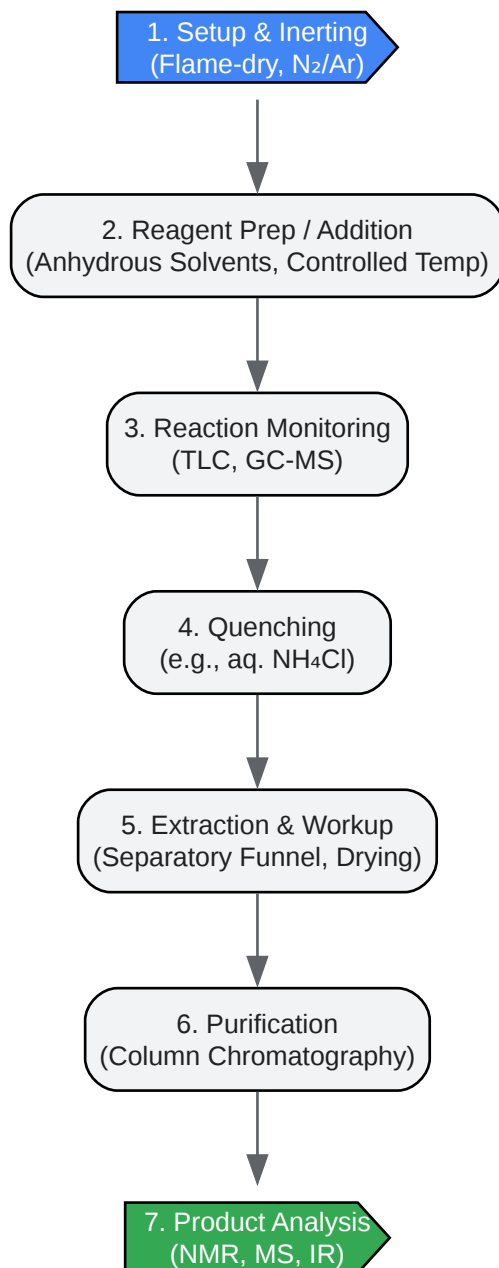 1. Setup & Inerting
(Flame-dry, N₂/Ar)
2. Reagent Prep / Addition
(Anhydrous Solvents, Controlled Temp)
3. Reaction Monitoring
(TLC, GC-MS)
4. Quenching
(e.g., aq. NH₄Cl)
5. Extraction & Workup
(Separatory Funnel, Drying)
6. Purification
(Column Chromatography)
7. Product Analysis
(NMR, MS, IR)